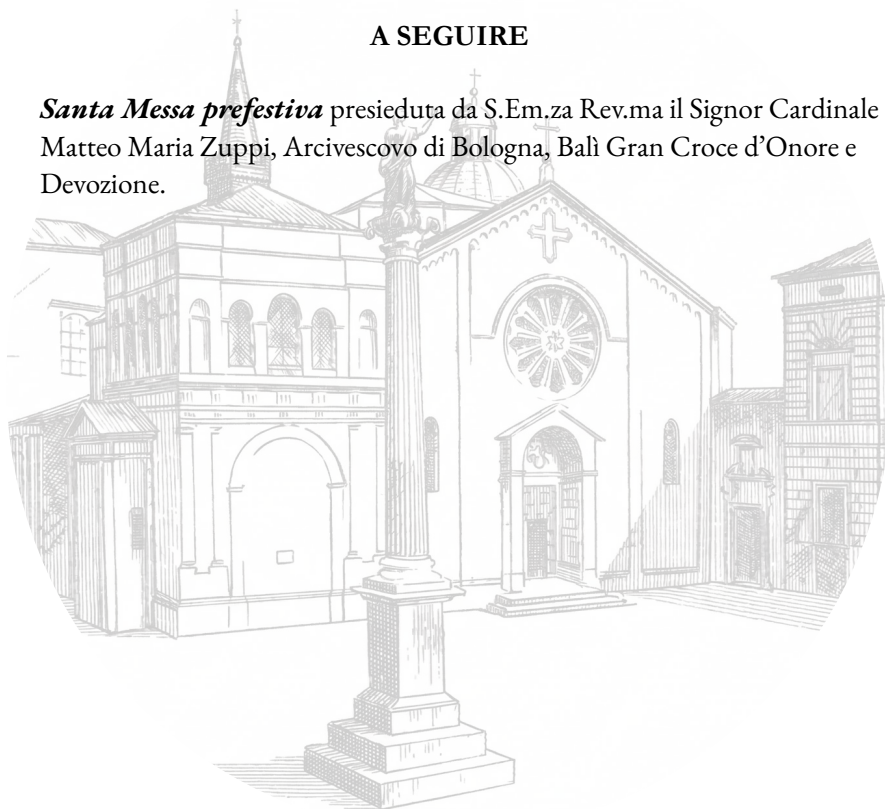 A SEGUIRE
Santa Messa prefestiva presieduta da S.Em.za Rev.ma il Signor Cardinale
Matteo Maria Zuppi, Arcivescovo di Bologna, Balì Gran Croce d’Onore e
Devozione.